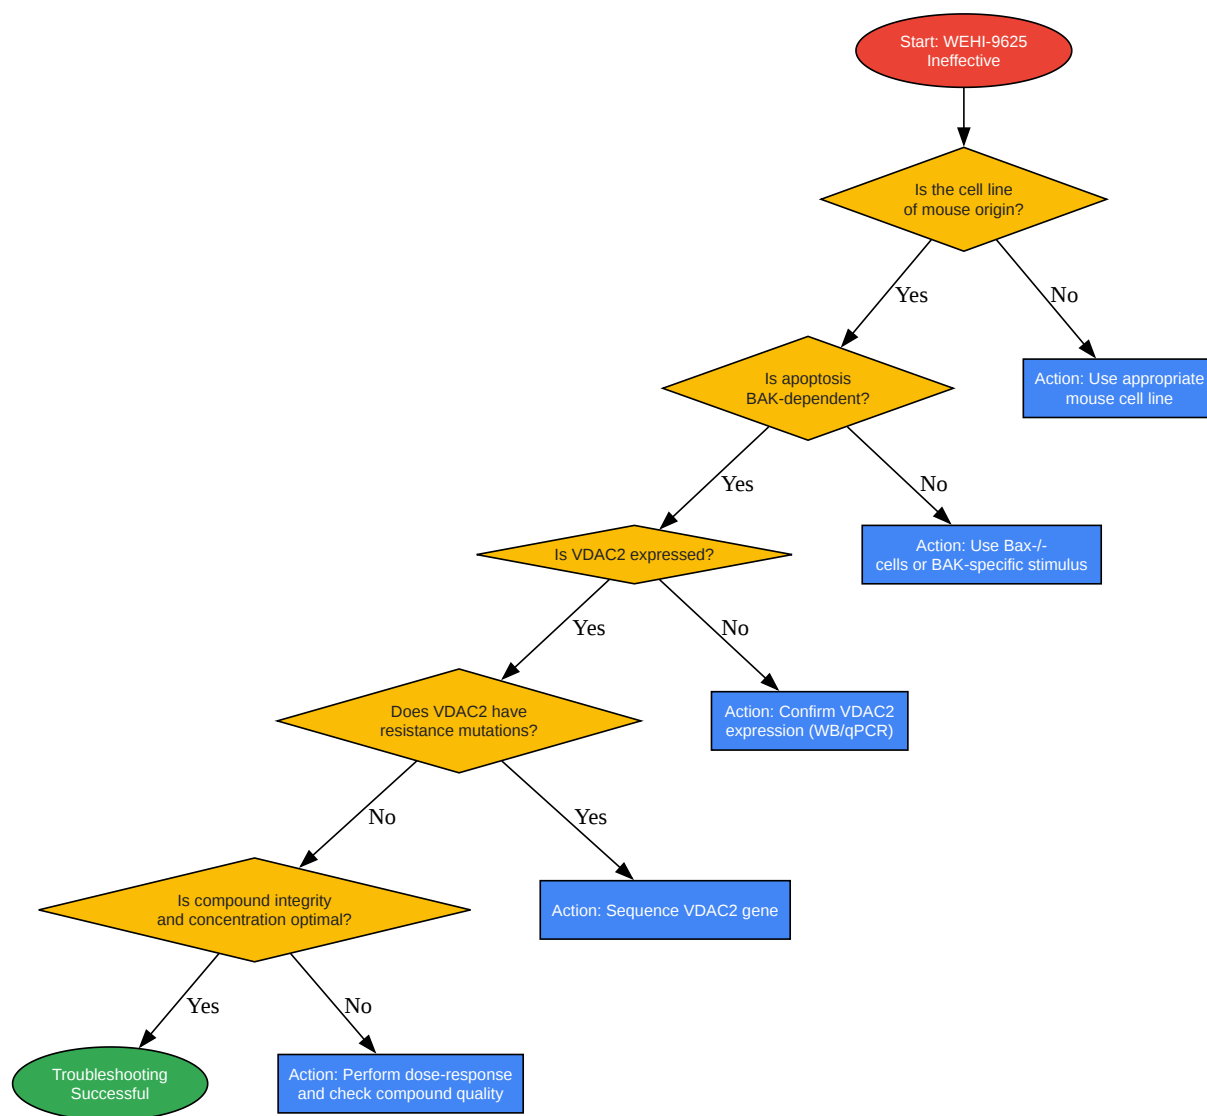 Start: WEHI-9625
Ineffective
Is the cell line
of mouse origin?
Yes
No
Is apoptosis
BAK-dependent?
Action: Use appropriate
mouse cell line
Yes
No
Is VDAC2 expressed?
Action: Use Bax-/-
cells or BAK-specific stimulus
Yes
No
Does VDAC2 have
resistance mutations?
Action: Confirm VDAC2
expression (WB/qPCR)
No
Yes
Is compound integrity
and concentration optimal?
Action: Sequence VDAC2 gene
Yes
No
Troubleshooting
Successful
Action: Perform dose-response
and check compound quality